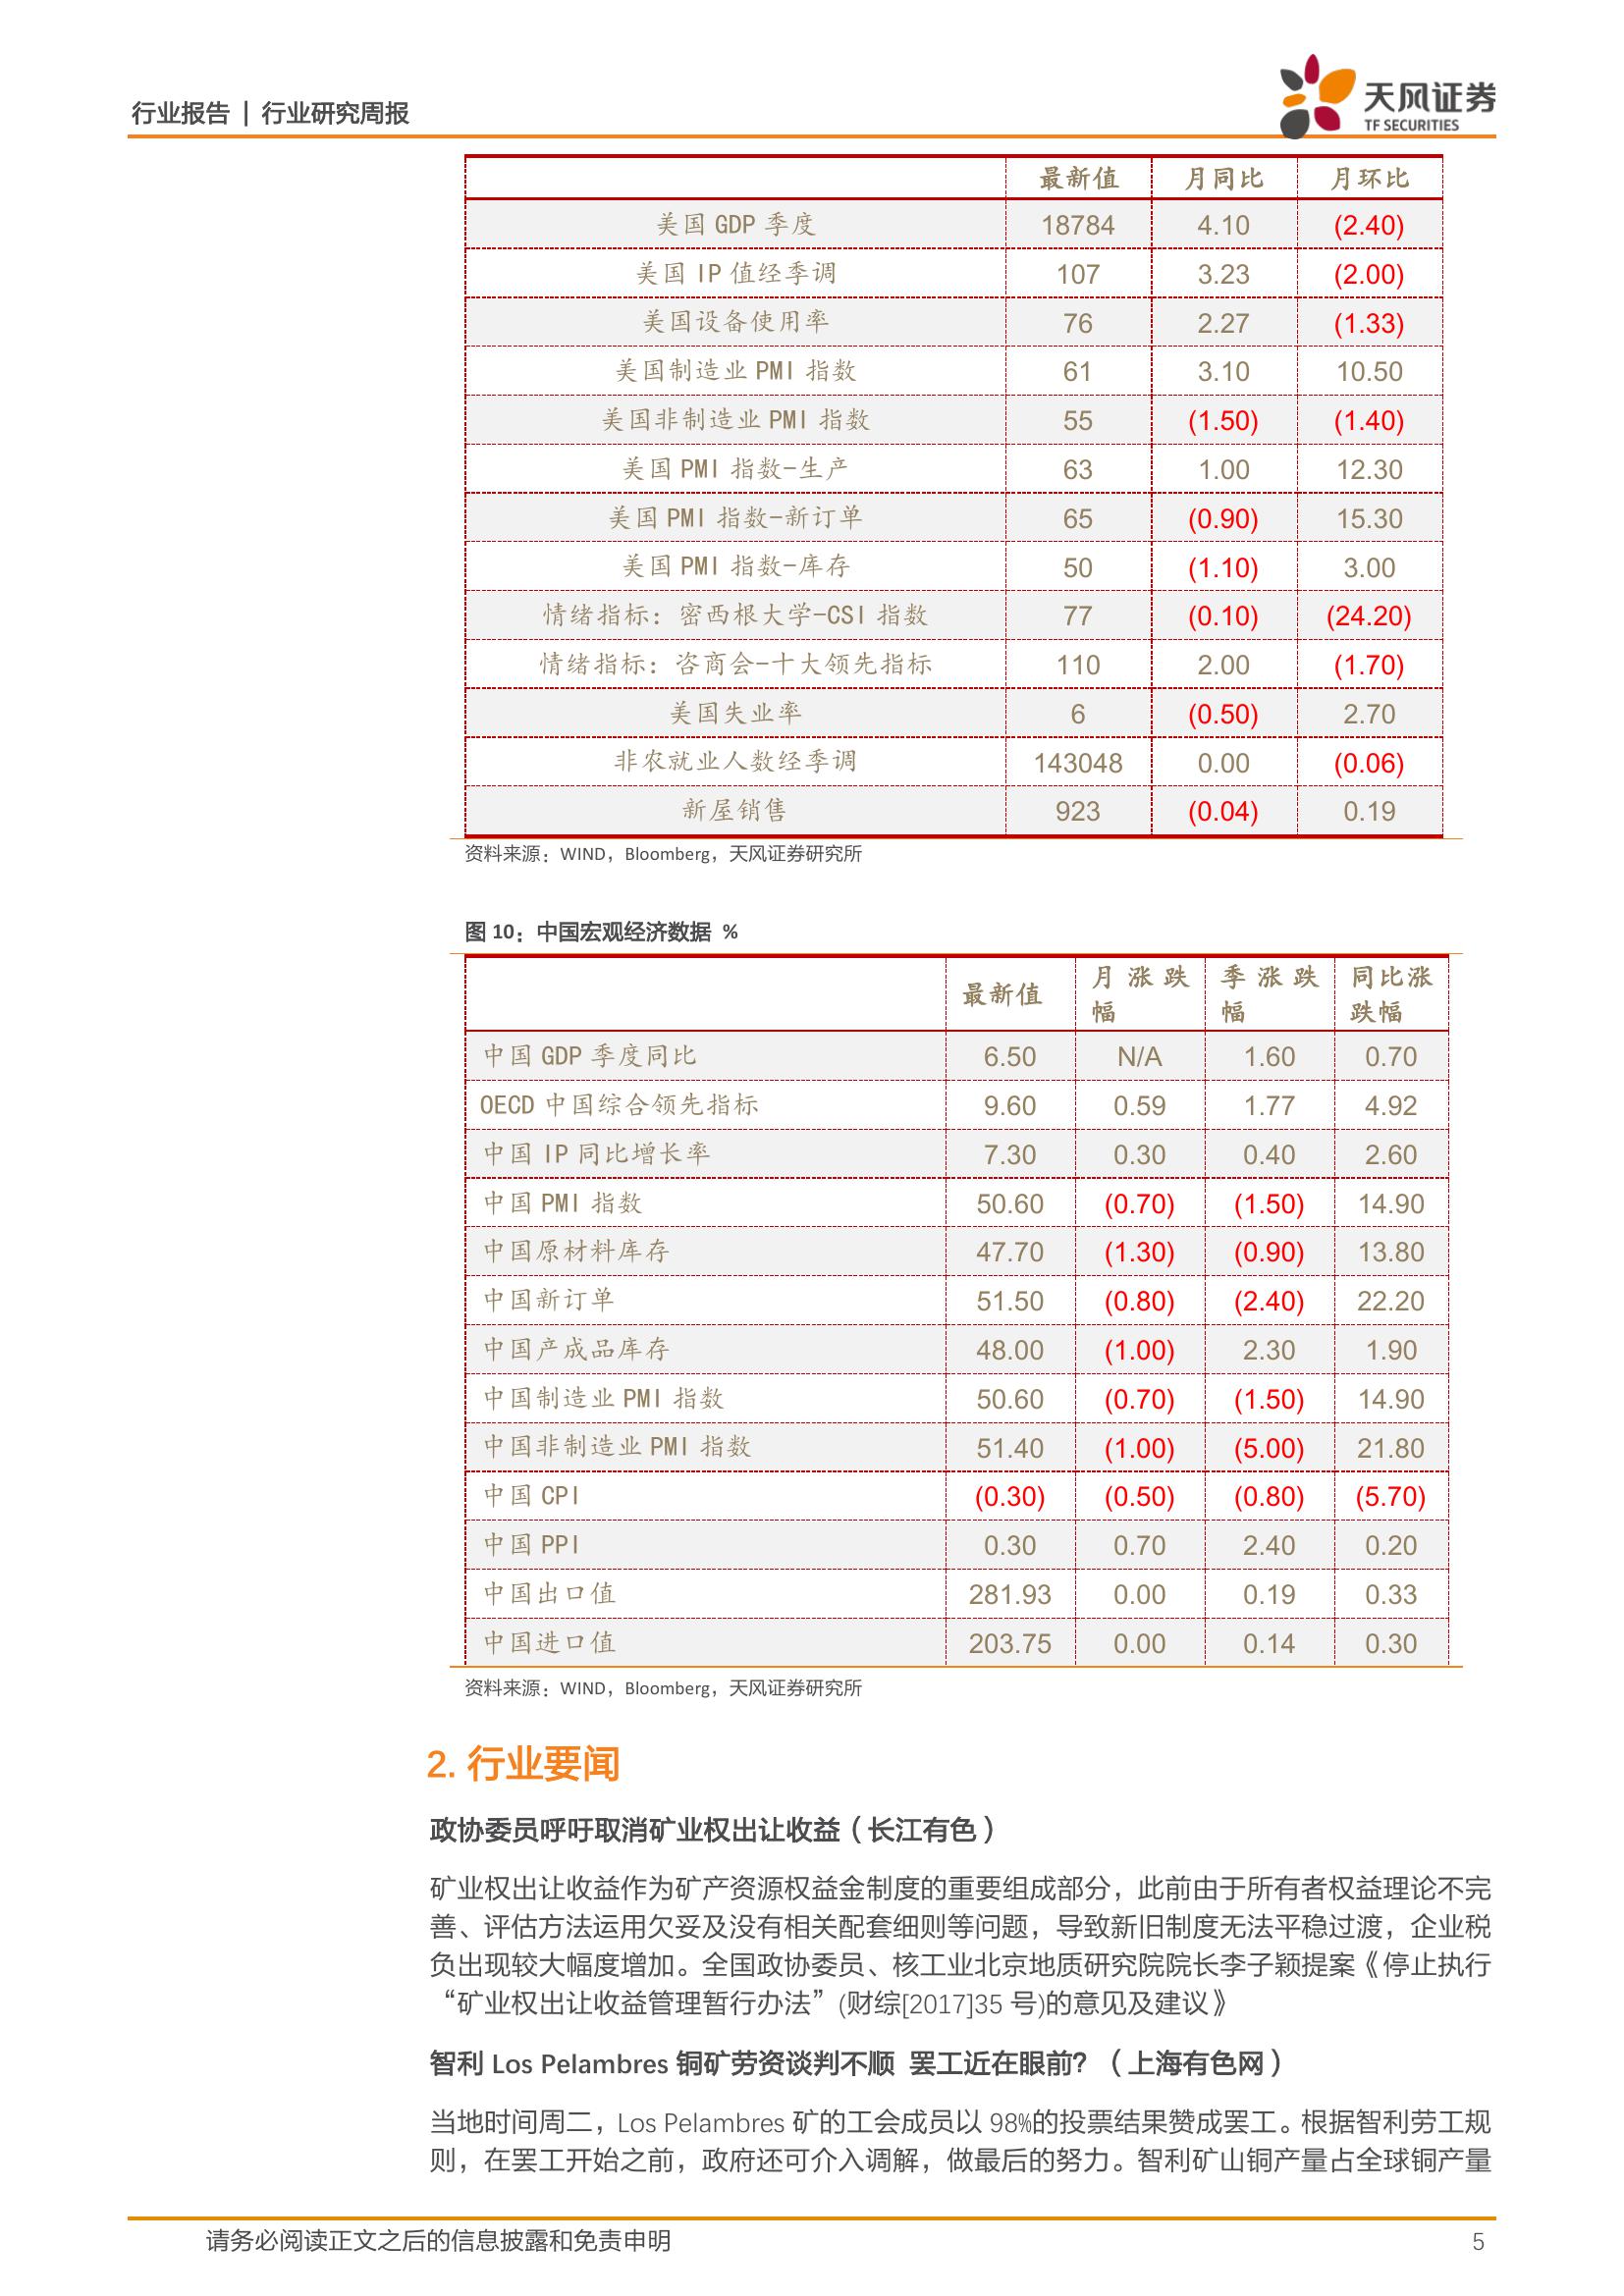 行业报告 | 行业研究周报
天风证券
TF SECURITIES
最新值 月同比 月环比
美国 GDP 季度 18784 4.10 (2.40)
美国 IP 值经季调 107 3.23 (2.00)
美国设备使用率 76 2.27 (1.33)
美国制造业 PMI 指数 61 3.10 10.50
美国非制造业 PMI 指数 55 (1.50) (1.40)
美国 PMI 指数-生产 63 1.00 12.30
美国 PMI 指数-新订单 65 (0.90) 15.30
美国 PMI 指数-库存 50 (1.10) 3.00
情绪指标：密西根大学-CSI 指数 77 (0.10) (24.20)
情绪指标：咨商会-十大领先指标 110 2.00 (1.70)
美国失业率 6 (0.50) 2.70
非农就业人数经季调 143048 0.00 (0.06)
新屋销售 923 (0.04) 0.19
资料来源：WIND，Bloomberg，天风证券研究所
图 10：中国宏观经济数据 %
最新值 月涨跌幅 季涨跌幅 同比涨跌幅
中国 GDP 季度同比 6.50 N/A 1.60 0.70
OECD 中国综合领先指标 9.60 0.59 1.77 4.92
中国 IP 同比增长率 7.30 0.30 0.40 2.60
中国 PMI 指数 50.60 (0.70) (1.50) 14.90
中国原材料库存 47.70 (1.30) (0.90) 13.80
中国新订单 51.50 (0.80) (2.40) 22.20
中国产成品库存 48.00 (1.00) 2.30 1.90
中国制造业 PMI 指数 50.60 (0.70) (1.50) 14.90
中国非制造业 PMI 指数 51.40 (1.00) (5.00) 21.80
中国 CPI (0.30) (0.50) (0.80) (5.70)
中国 PPI 0.30 0.70 2.40 0.20
中国出口值 281.93 0.00 0.19 0.33
中国进口值 203.75 0.00 0.14 0.30
资料来源：WIND，Bloomberg，天风证券研究所
2. 行业要闻
政协委员呼吁取消矿业权出让收益（长江有色）
矿业权出让收益作为矿产资源权益金制度的重要组成部分，此前由于所有者权益理论不完
善、评估方法运用欠妥及没有相关配套细则等问题，导致新旧制度无法平稳过渡，企业税
负出现较大幅度增加。全国政协委员、核工业北京地质研究院院长李子颖提案《停止执行
“矿业权出让收益管理暂行办法”(财综[2017]35 号)的意见及建议》
智利 Los Pelambres 铜矿劳资谈判不顺 罢工近在眼前？（上海有色网）
当地时间周二，Los Pelambres 矿的工会成员以 98%的投票结果赞成罢工。根据智利劳工规
则，在罢工开始之前，政府还可介入调解，做最后的努力。智利矿山铜产量占全球铜产量
请务必阅读正文之后的信息披露和免责申明 5